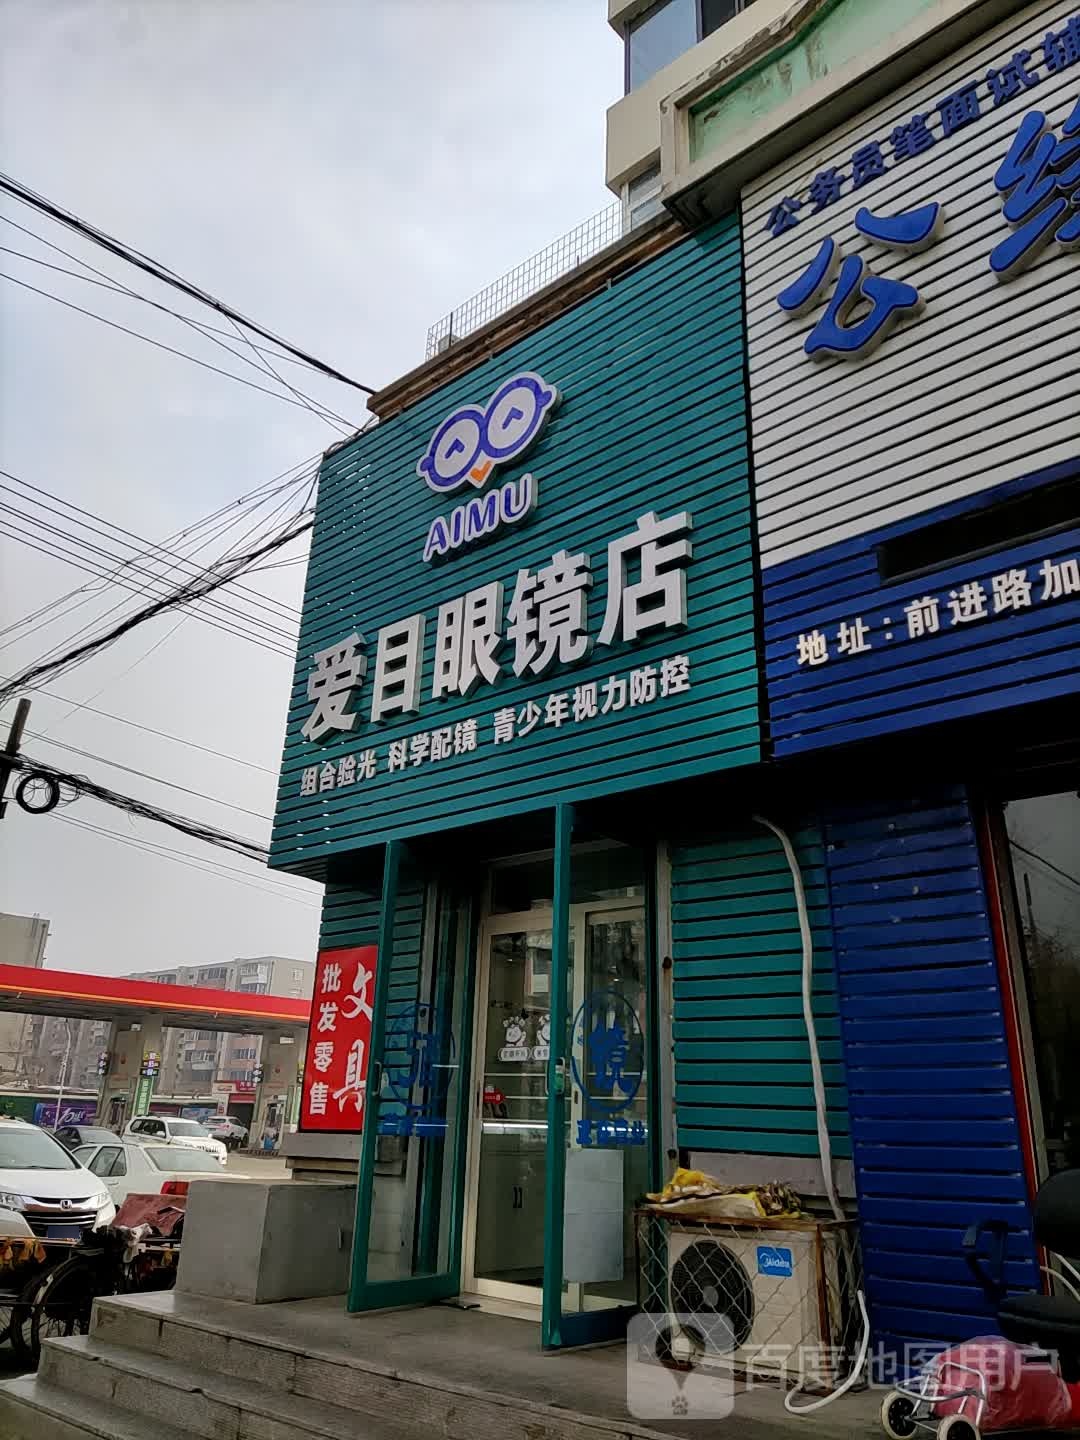 公务员笔面试辅
公
地址：前进路加
AIMU
爱目眼镜店
组合验光 科学配镜 青少年视力防控
批发零售
文具
镜
Midea
百度地图用户